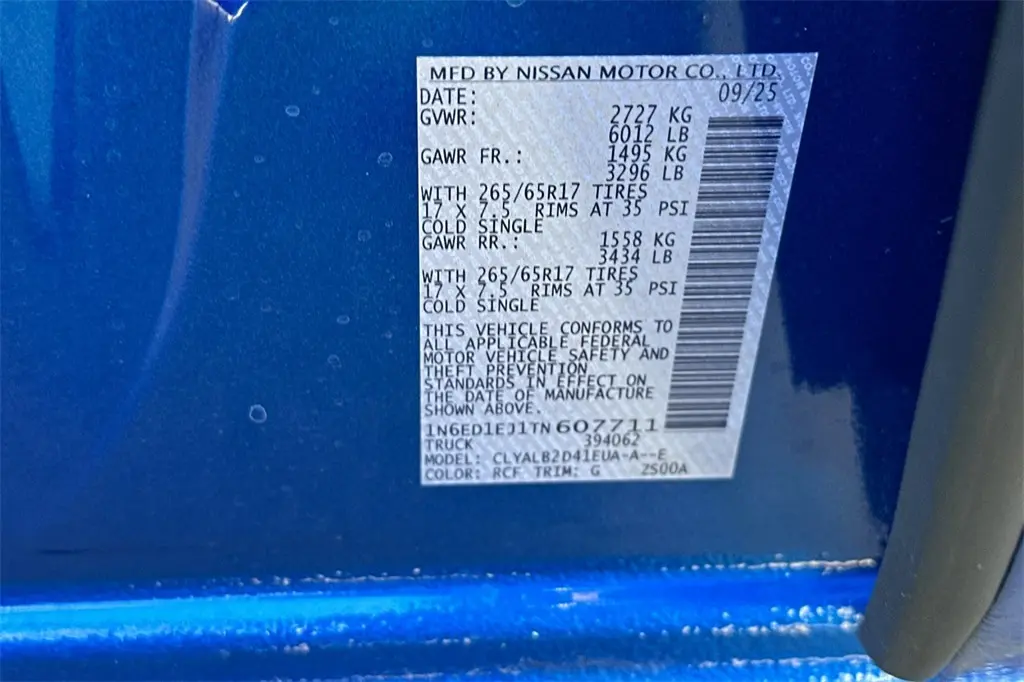 MFD BY NISSAN MOTOR CO., LTD.
DATE: 09/25
GVWR: 2727 KG
6012 LB
GAWR FR.: 1495 KG
3296 LB
WITH 265/65R17 TIRES
17 X 7.5 RIMS AT 35 PSI
COLD SINGLE
GAWR RR.: 1558 KG
3434 LB
WITH 265/65R17 TIRES
17 X 7.5 RIMS AT 35 PSI
COLD SINGLE
THIS VEHICLE CONFORMS TO
ALL APPLICABLE FEDERAL
MOTOR VEHICLE SAFETY AND
THEFT PREVENTION
STANDARDS IN EFFECT ON
THE DATE OF MANUFACTURE
SHOWN ABOVE.
1N6ED1EJ1TN607711
TRUCK 394062
MODEL: CLYALB2D41EUA-A--E
COLOR: RCF TRIM: G ZS00A